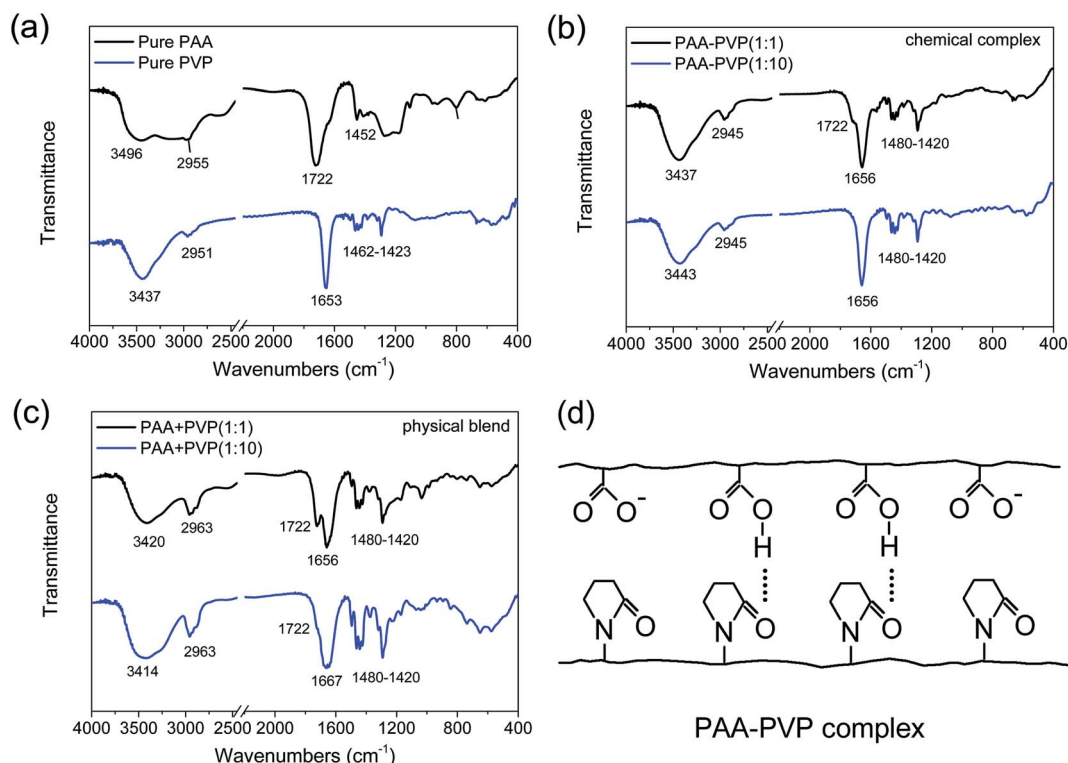 (a)
Pure PAA
Pure PVP
Transmittance
3496
2955
1722
1452
3437
2951
1653
1462-1423
4000 3500 3000 2500 2000 1600 1200 800 400
Wavenumbers (cm⁻¹)
(b)
PAA-PVP(1:1)
PAA-PVP(1:10)
chemical complex
Transmittance
3437
2945
1722
1656
1480-1420
3443
2945
1656
1480-1420
4000 3500 3000 2500 2000 1600 1200 800 400
Wavenumbers (cm⁻¹)
(c)
PAA+PVP(1:1)
PAA+PVP(1:10)
physical blend
Transmittance
3420
2963
1722
1656
1480-1420
3414
2963
1722
1667
1480-1420
4000 3500 3000 2500 2000 1600 1200 800 400
Wavenumbers (cm⁻¹)
(d)
O O⁻ O O O O O O⁻
H H
N O N O N O N O
PAA-PVP complex